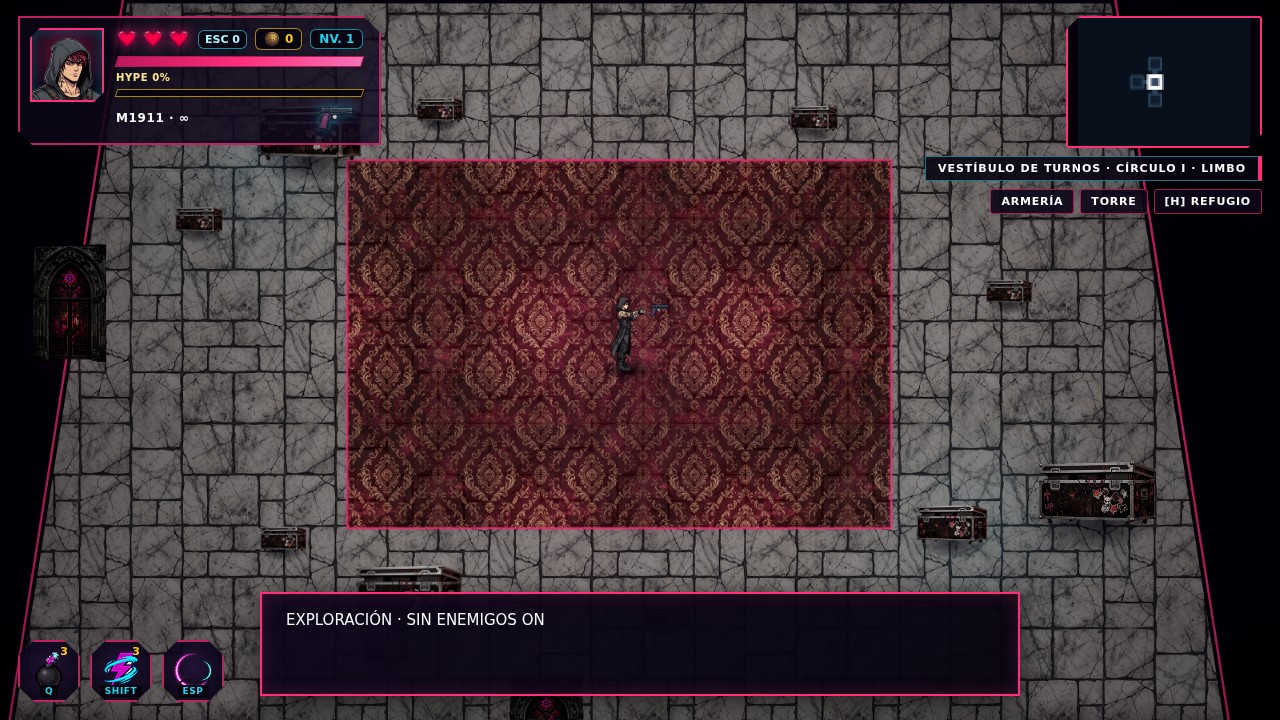 ESC 0
0
NV. 1
HYPE 0%
M1911 · ∞
VESTÍBULO DE TURNOS · CÍRCULO I · LIMBO
ARMERÍA
TORRE
[H] REFUGIO
EXPLORACIÓN · SIN ENEMIGOS ON
3
Q
3
SHIFT
ESP